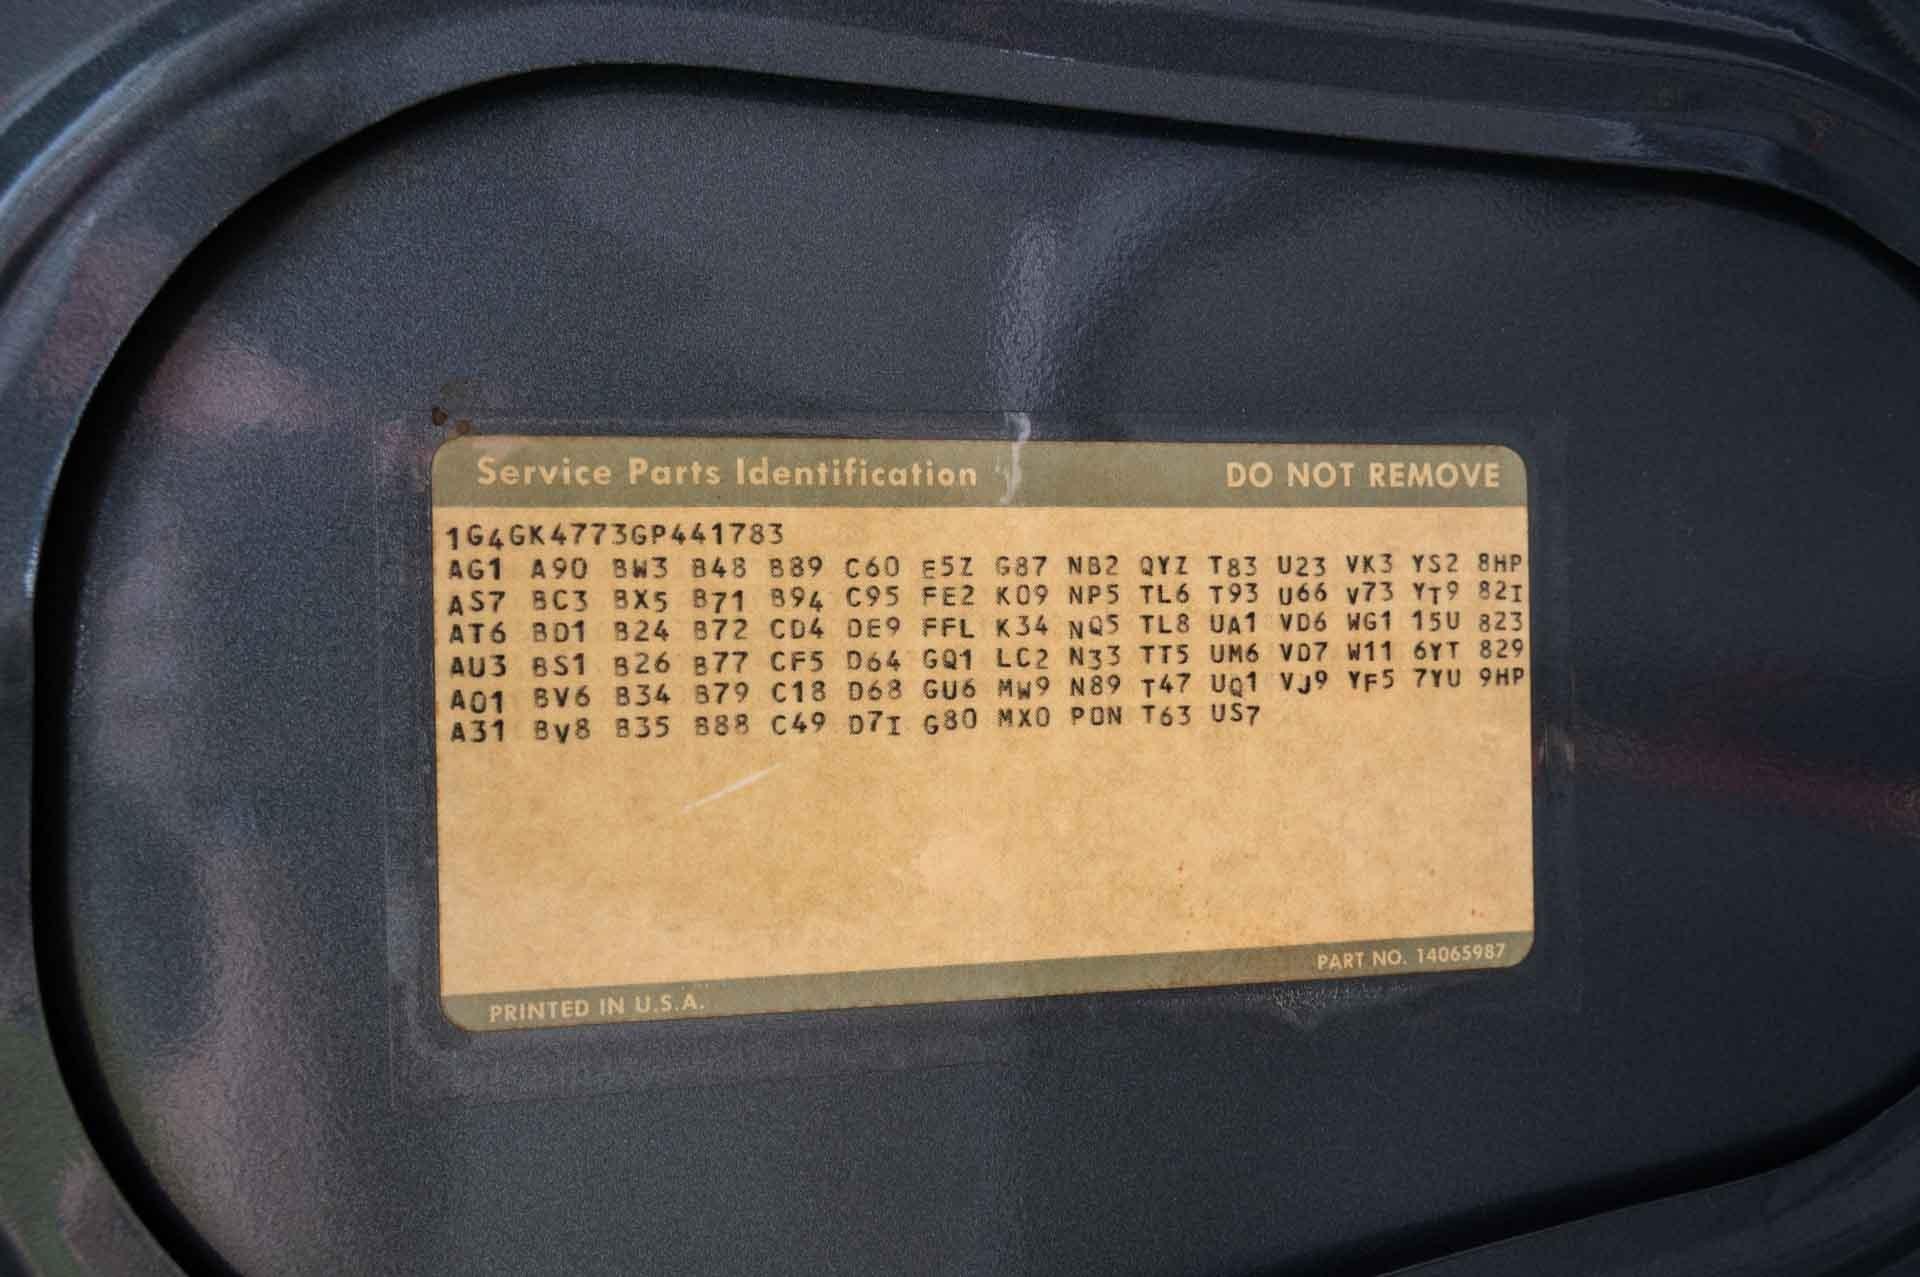 Service Parts Identification DO NOT REMOVE
1G4GK4773GP441783
AG1 A90 BW3 B48 B89 C60 E5Z G87 NB2 QYZ T83 U23 VK3 YS2 8HP
AS7 BC3 BX5 B71 B94 C95 FE2 K09 NP5 TL6 T93 U66 V73 YT9 82I
AT6 BD1 B24 B72 CD4 DE9 FFL K34 NQ5 TL8 UA1 VD6 WG1 15U 823
AU3 BS1 B26 B77 CF5 D64 GQ1 LC2 N33 TT5 UM6 VD7 W11 6YT 829
A01 BV6 B34 B79 C18 D68 GU6 MW9 N89 T47 UQ1 VJ9 YF5 7YU 9HP
A31 BV8 B35 B88 C49 D7I G80 MX0 PDN T63 US7
PART NO. 14065987
PRINTED IN U.S.A.